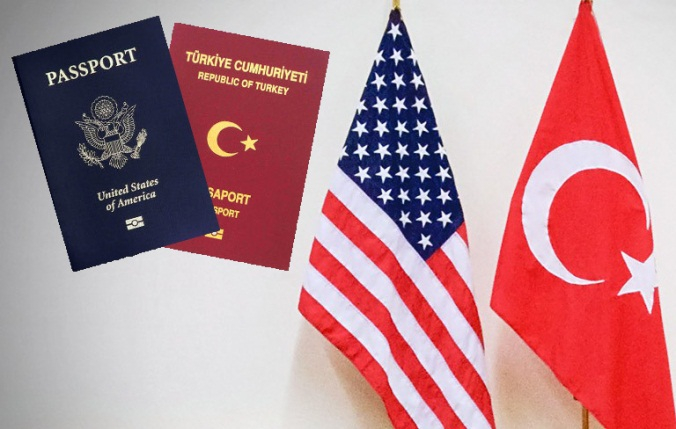 PASSPORT
United States
of America
TÜRKİYE CUMHURİYETİ
REPUBLIC OF TURKEY